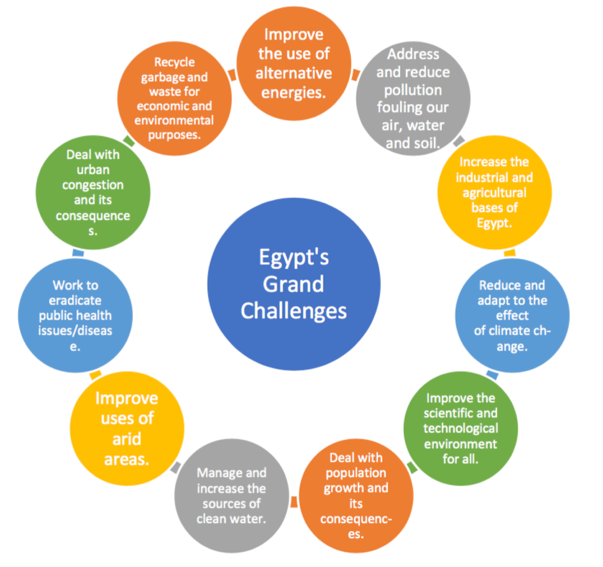 Improve
the use of
alternative
energies.
Address
and reduce
pollution
fouling our
air, water
and soil.
Increase the
industrial and
agricultural
bases of
Egypt.
Reduce and
adapt to the
effect
of climate ch-
ange.
Improve the
scientific and
technological
environment
for all.
Deal with
population
growth and
its
consequenc-
es.
Manage and
increase the
sources of
clean water.
Improve
uses of
arid
areas.
Work to
eradicate
public health
issues/diseas
e.
Deal with
urban
congestion
and its
consequence
s.
Recycle
garbage and
waste for
economic and
environmental
purposes.
Egypt's
Grand
Challenges